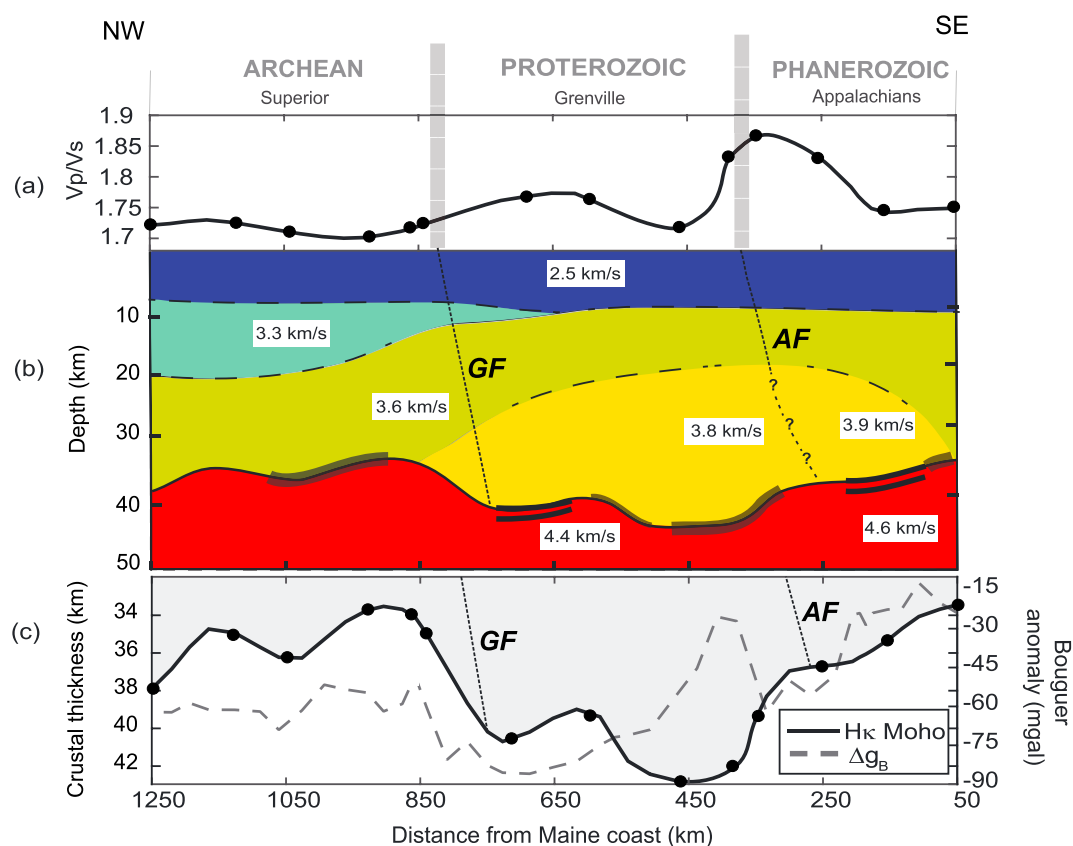 NW
SE
ARCHEAN
PROTEROZOIC
PHANEROZOIC
Superior
Grenville
Appalachians
(a)
Vp/Vs
1.9
1.85
1.8
1.75
1.7
(b)
Depth (km)
10
20
30
40
50
2.5 km/s
3.3 km/s
GF
AF
3.6 km/s
3.8 km/s
3.9 km/s
?
?
?
4.4 km/s
4.6 km/s
(c)
Crustal thickness (km)
34
36
38
40
42
GF
AF
-15
-30
-45
-60
-75
-90
Bouguer
anomaly (mgal)
Hκ Moho
Δg_B
1250
1050
850
650
450
250
50
Distance from Maine coast (km)